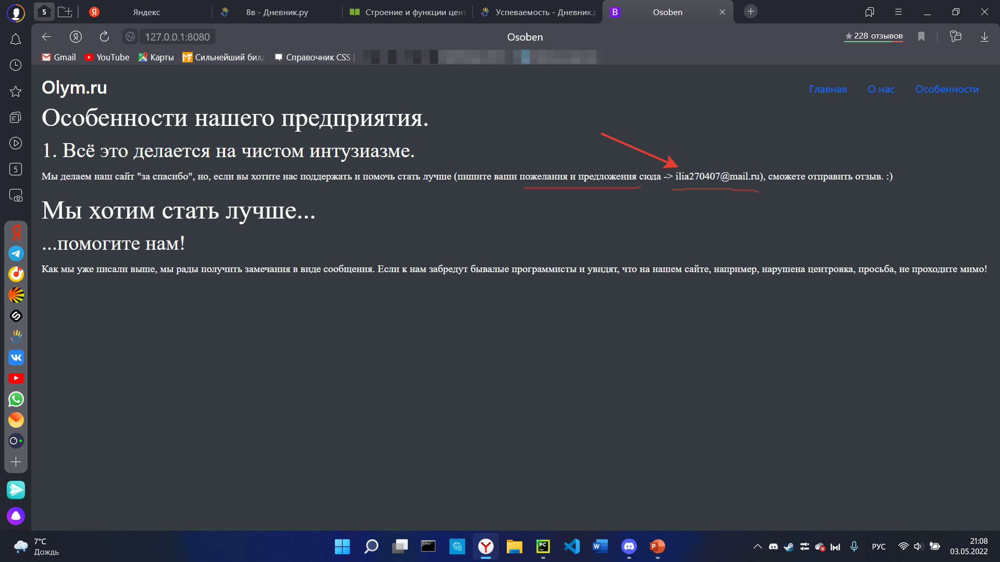 5
Яндекс
8в - Дневник.ру
Строение и функции цен
Успеваемость - Дневник.р
Osoben
127.0.0.1:8080
Osoben
228 отзывов
Gmail
YouTube
Карты
Сильнейший билд
Справочник CSS
Olym.ru
Главная
О нас
Особенности
Особенности нашего предприятия.
1. Всё это делается на чистом интузиазме.
Мы делаем наш сайт "за спасибо", но, если вы хотите нас поддержать и помочь стать лучше (пишите ваши пожелания и предложения сюда -> ilia270407@mail.ru), сможете отправить отзыв. :)
Мы хотим стать лучше...
...помогите нам!
Как мы уже писали выше, мы рады получить замечания в виде сообщения. Если к нам забредут бывалые программисты и увидят, что на нашем сайте, например, нарушена центровка, просьба, не проходите мимо!
5
7°C
Дождь
РУС
21:08
03.05.2022